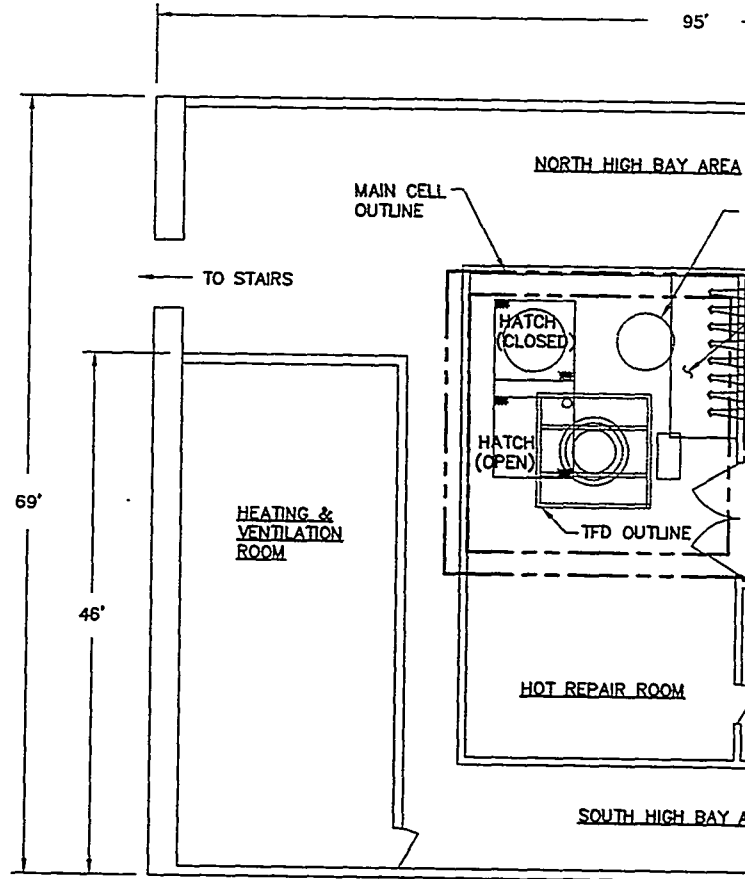 95'
NORTH HIGH BAY AREA
MAIN CELL
OUTLINE
TO STAIRS
HATCH
(CLOSED)
HATCH
(OPEN)
69'
HEATING &
VENTILATION
ROOM
TFD OUTLINE
46'
HOT REPAIR ROOM
SOUTH HIGH BAY A